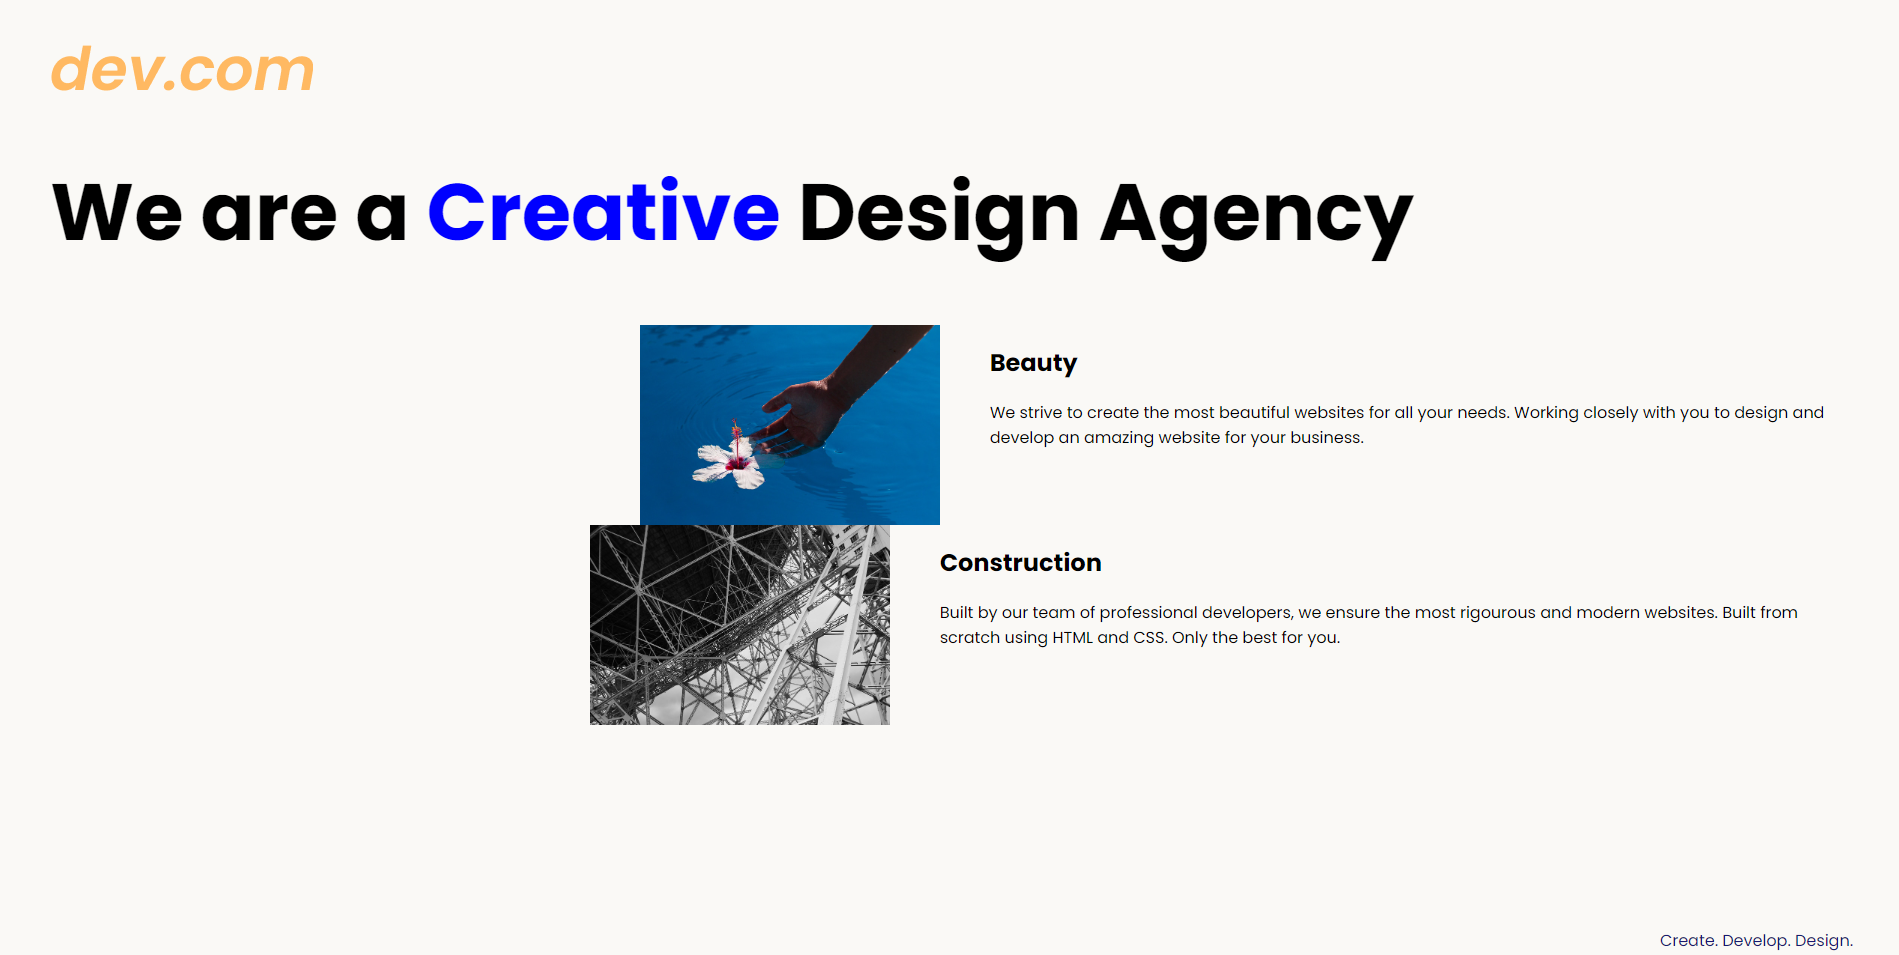 dev.com
We are a Creative Design Agency
Beauty
We strive to create the most beautiful websites for all your needs. Working closely with you to design and
develop an amazing website for your business.
Construction
Built by our team of professional developers, we ensure the most rigourous and modern websites. Built from
scratch using HTML and CSS. Only the best for you.
Create. Develop. Design.